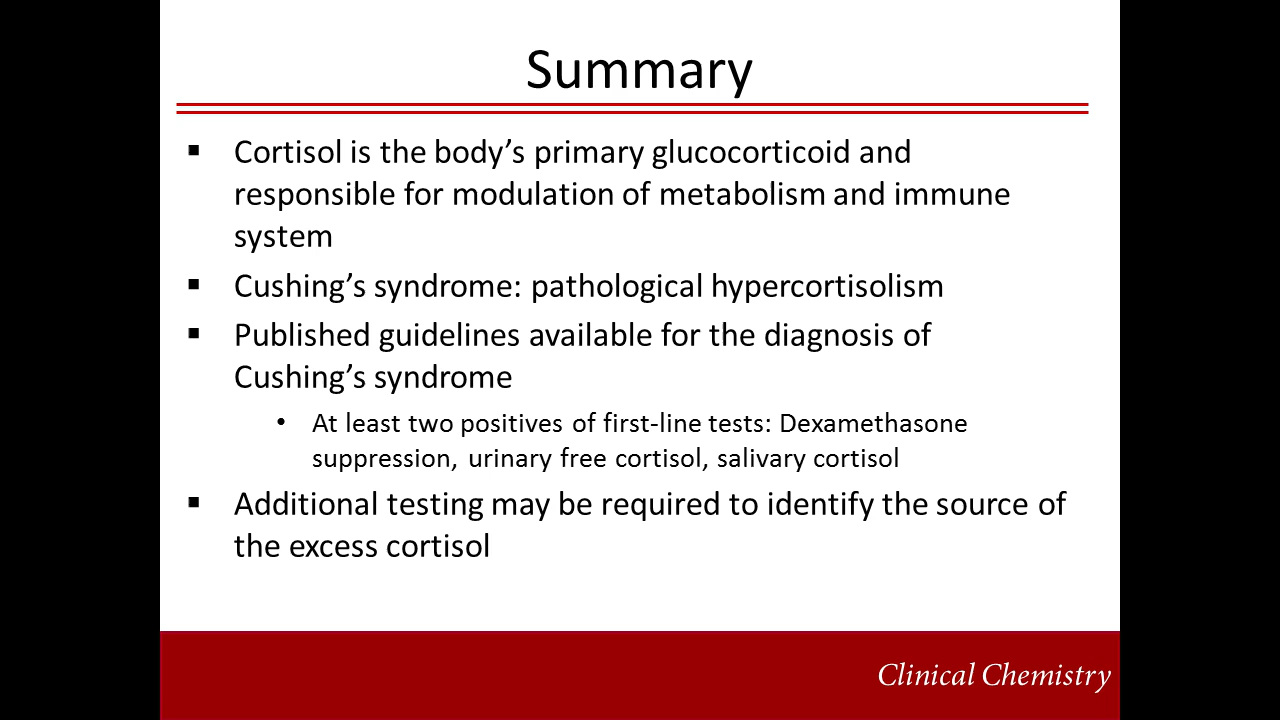 Summary
▪ Cortisol is the body’s primary glucocorticoid and
responsible for modulation of metabolism and immune
system
▪ Cushing’s syndrome: pathological hypercortisolism
▪ Published guidelines available for the diagnosis of
Cushing’s syndrome
• At least two positives of first-line tests: Dexamethasone
suppression, urinary free cortisol, salivary cortisol
▪ Additional testing may be required to identify the source of
the excess cortisol
Clinical Chemistry